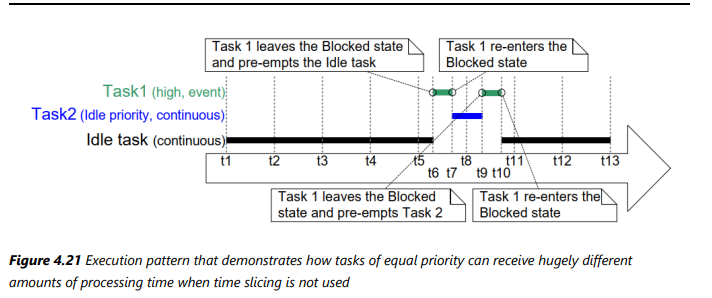 Task 1 leaves the Blocked state
and pre-empts the Idle task
Task 1 re-enters the
Blocked state
Task1 (high, event)
Task2 (Idle priority, continuous)
Idle task (continuous)
t1 t2 t3 t4 t5 t8 t11 t12 t13
t6 t7 t9 t10
Task 1 leaves the Blocked
state and pre-empts Task 2
Task 1 re-enters the
Blocked state
Figure 4.21 Execution pattern that demonstrates how tasks of equal priority can receive hugely different
amounts of processing time when time slicing is not used